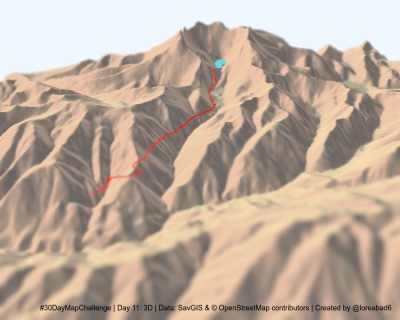 #30DayMapChallenge | Day 11: 3D | Data: SavGIS & © OpenStreetMap contributors | Created by @loreabad6